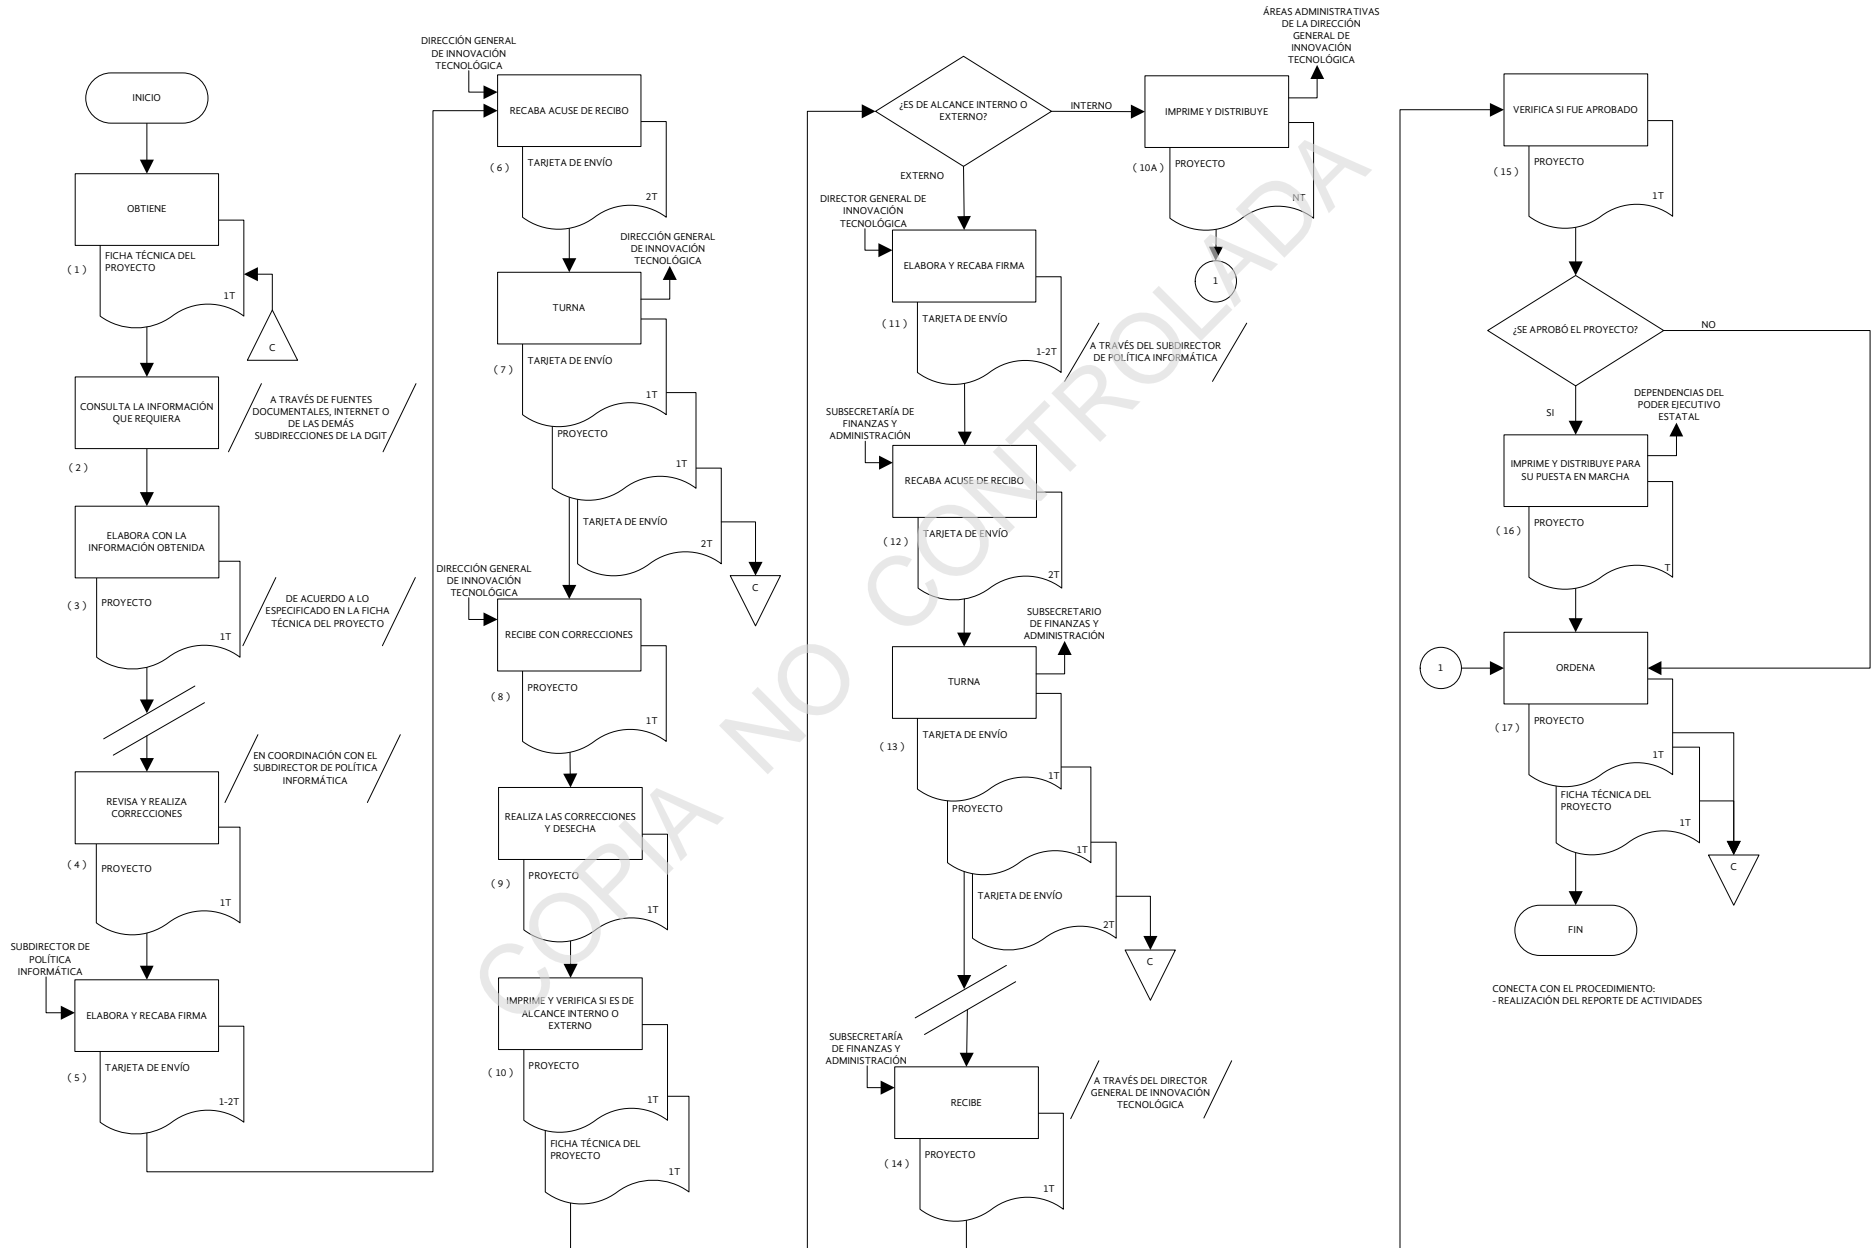 INICIO
OBTIENE
( 1 )
FICHA TÉCNICA DEL
PROYECTO
1T
C
CONSULTA LA INFORMACIÓN
QUE REQUIERA
( 2 )
A TRAVÉS DE FUENTES
DOCUMENTALES, INTERNET O
DE LAS DEMÁS
SUBDIRECCIONES DE LA DGIT
ELABORA CON LA
INFORMACIÓN OBTENIDA
( 3 )
PROYECTO
1T
DE ACUERDO A LO
ESPECIFICADO EN LA FICHA
TÉCNICA DEL PROYECTO
EN COORDINACIÓN CON EL
SUBDIRECTOR DE POLÍTICA
INFORMÁTICA
REVISA Y REALIZA
CORRECCIONES
( 4 )
PROYECTO
1T
SUBDIRECTOR DE
POLÍTICA
INFORMÁTICA
ELABORA Y RECABA FIRMA
( 5 )
TARJETA DE ENVÍO
1-2T
DIRECCIÓN GENERAL
DE INNOVACIÓN
TECNOLÓGICA
RECABA ACUSE DE RECIBO
( 6 )
TARJETA DE ENVÍO
2T
DIRECCIÓN GENERAL
DE INNOVACIÓN
TECNOLÓGICA
TURNA
( 7 )
TARJETA DE ENVÍO
1T
PROYECTO
1T
TARJETA DE ENVÍO
2T
C
DIRECCIÓN GENERAL
DE INNOVACIÓN
TECNOLÓGICA
RECIBE CON CORRECCIONES
( 8 )
PROYECTO
1T
REALIZA LAS CORRECCIONES
Y DESECHA
( 9 )
PROYECTO
1T
IMPRIME Y VERIFICA SI ES DE
ALCANCE INTERNO O
EXTERNO
( 10 )
PROYECTO
1T
FICHA TÉCNICA DEL
PROYECTO
1T
¿ES DE ALCANCE INTERNO O
EXTERNO?
INTERNO
EXTERNO
ÁREAS ADMINISTRATIVAS
DE LA DIRECCIÓN
GENERAL DE
INNOVACIÓN
TECNOLÓGICA
IMPRIME Y DISTRIBUYE
( 10A )
PROYECTO
NT
1
DIRECTOR GENERAL DE
INNOVACIÓN
TECNOLÓGICA
ELABORA Y RECABA FIRMA
( 11 )
TARJETA DE ENVÍO
1-2T
A TRAVÉS DEL SUBDIRECTOR
DE POLÍTICA INFORMÁTICA
SUBSECRETARÍA DE
FINANZAS Y
ADMINISTRACIÓN
RECABA ACUSE DE RECIBO
( 12 )
TARJETA DE ENVÍO
2T
SUBSECRETARIO
DE FINANZAS Y
ADMINISTRACIÓN
TURNA
( 13 )
TARJETA DE ENVÍO
1T
PROYECTO
1T
TARJETA DE ENVÍO
2T
C
SUBSECRETARÍA
DE FINANZAS Y
ADMINISTRACIÓN
RECIBE
( 14 )
PROYECTO
1T
A TRAVÉS DEL DIRECTOR
GENERAL DE INNOVACIÓN
TECNOLÓGICA
VERIFICA SI FUE APROBADO
( 15 )
PROYECTO
1T
¿SE APROBÓ EL PROYECTO?
NO
SI
DEPENDENCIAS DEL
PODER EJECUTIVO
ESTATAL
IMPRIME Y DISTRIBUYE PARA
SU PUESTA EN MARCHA
( 16 )
PROYECTO
T
1
ORDENA
( 17 )
PROYECTO
1T
FICHA TÉCNICA DEL
PROYECTO
1T
C
FIN
CONECTA CON EL PROCEDIMIENTO:
- REALIZACIÓN DEL REPORTE DE ACTIVIDADES
COPIA NO CONTROLADA